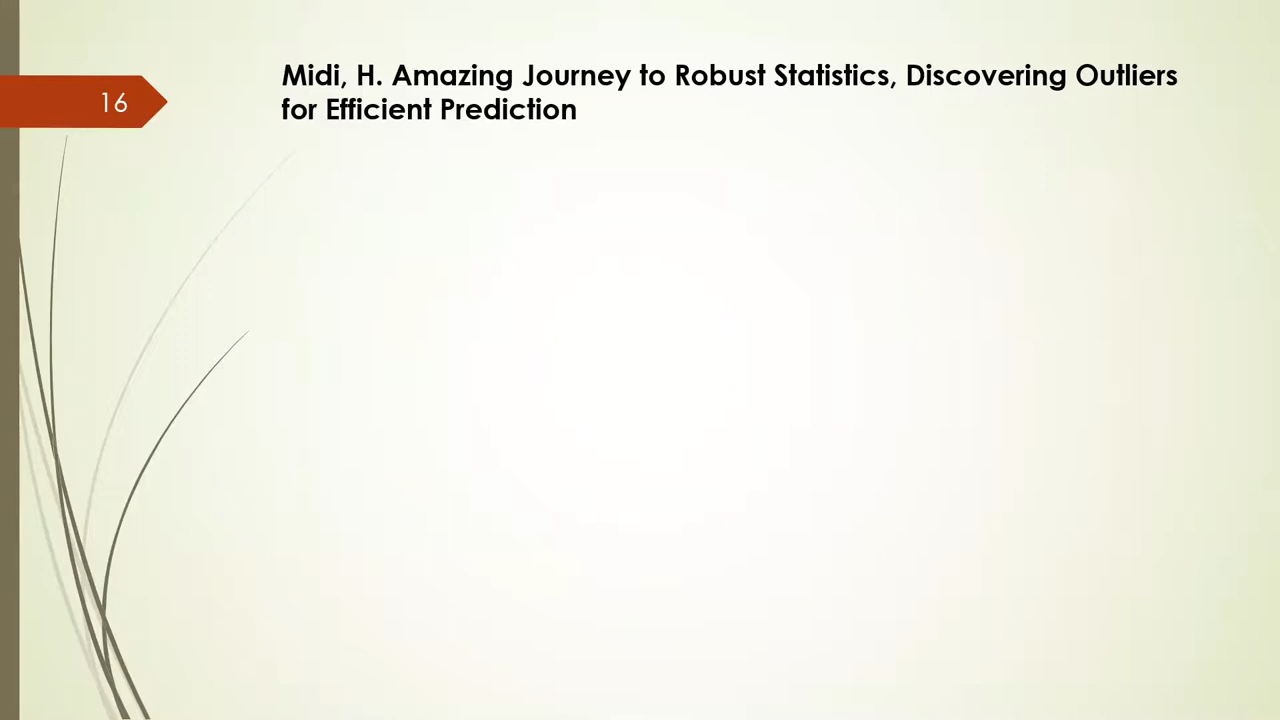 16
Midi, H. Amazing Journey to Robust Statistics, Discovering Outliers
for Efficient Prediction